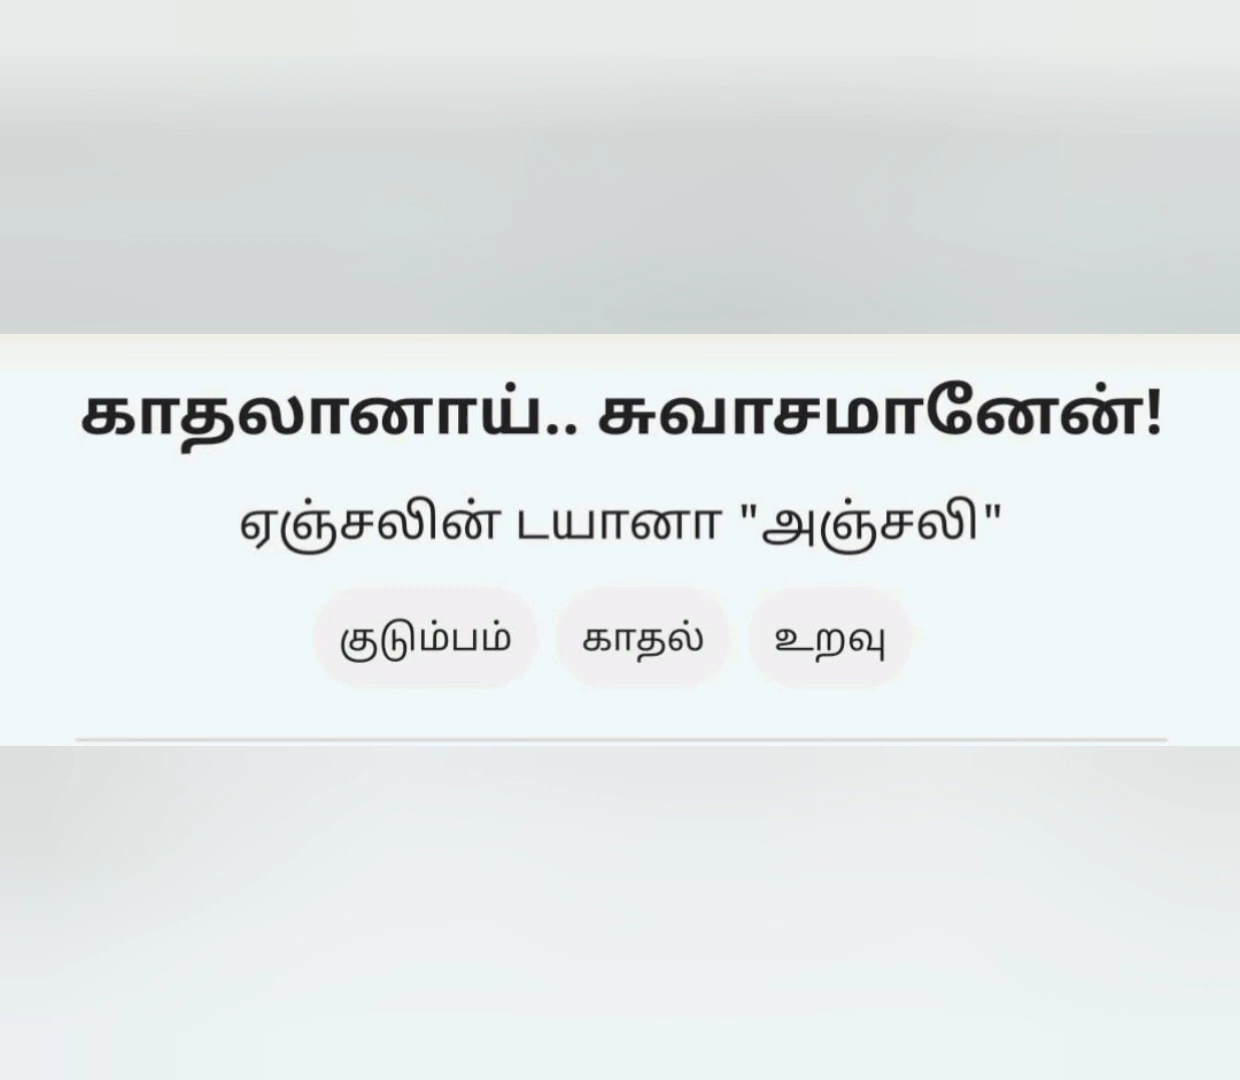 காதலானாய்.. சுவாசமானேன்!
ஏஞ்சலின் டயானா "அஞ்சலி"
குடும்பம் காதல் உறவு